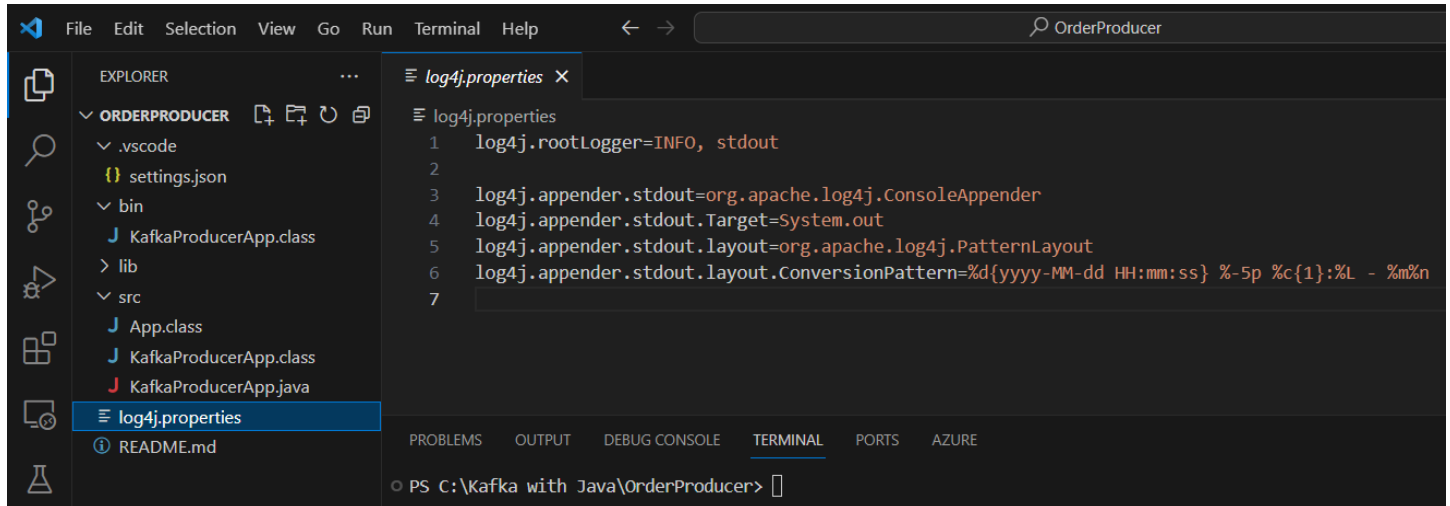 File Edit Selection View Go Run Terminal Help ← → OrderProducer
EXPLORER ...
ORDERPRODUCER
.vscode
{} settings.json
bin
J KafkaProducerApp.class
lib
src
J App.class
J KafkaProducerApp.class
J KafkaProducerApp.java
log4j.properties
README.md
log4j.properties
log4j.properties
1 log4j.rootLogger=INFO, stdout
2
3 log4j.appender.stdout=org.apache.log4j.ConsoleAppender
4 log4j.appender.stdout.Target=System.out
5 log4j.appender.stdout.layout=org.apache.log4j.PatternLayout
6 log4j.appender.stdout.layout.ConversionPattern=%d{yyyy-MM-dd HH:mm:ss} %-5p %c{1}:%L - %m%n
7
PROBLEMS OUTPUT DEBUG CONSOLE TERMINAL PORTS AZURE
PS C:\Kafka with Java\OrderProducer>